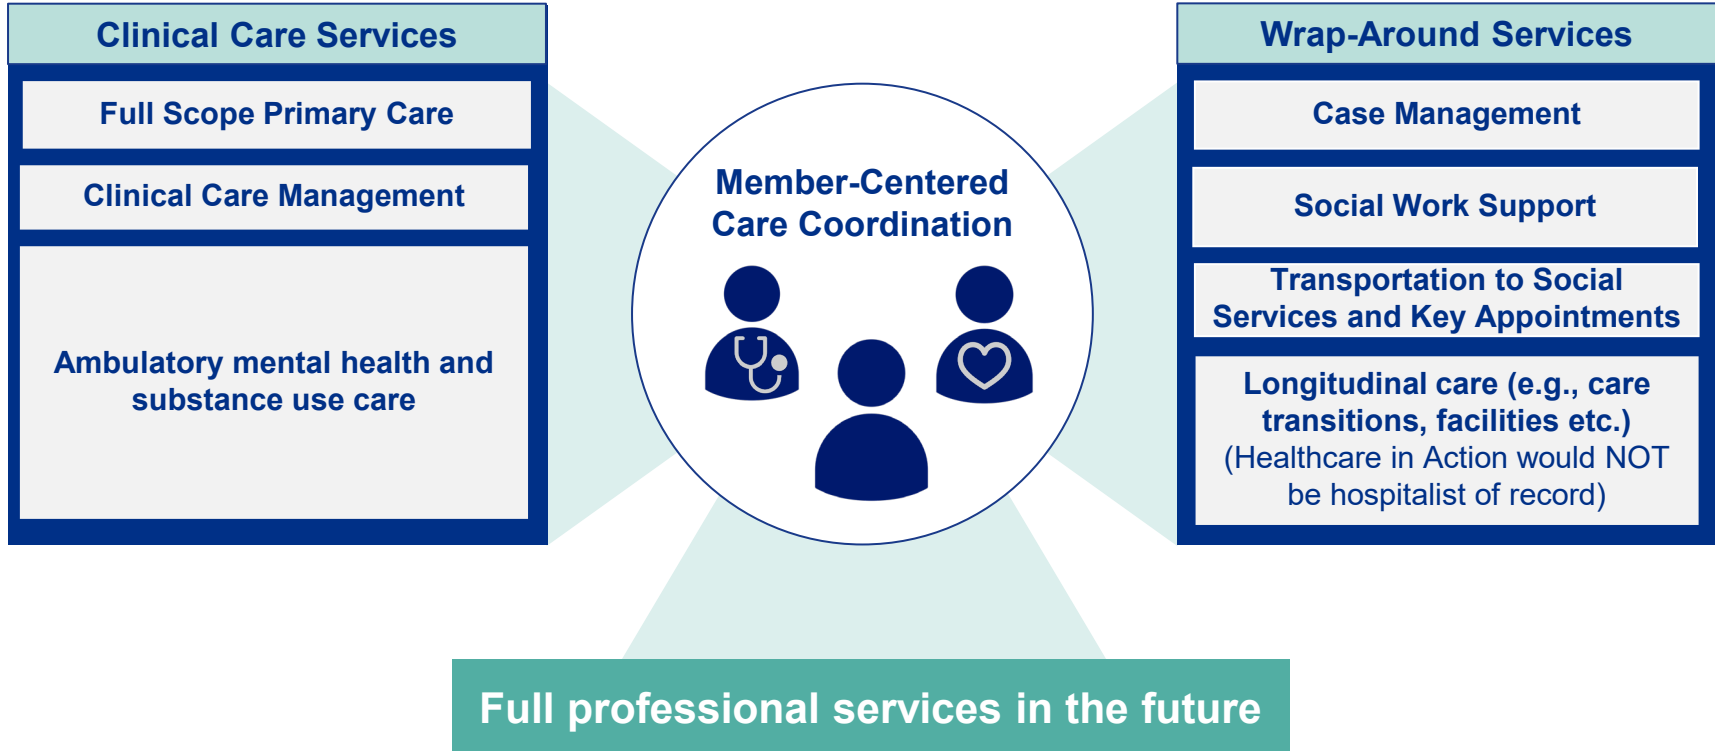 Clinical Care Services
Full Scope Primary Care
Clinical Care Management
Ambulatory mental health and
substance use care
Member-Centered
Care Coordination
Wrap-Around Services
Case Management
Social Work Support
Transportation to Social
Services and Key Appointments
Longitudinal care (e.g., care
transitions, facilities etc.)
(Healthcare in Action would NOT
be hospitalist of record)
Full professional services in the future